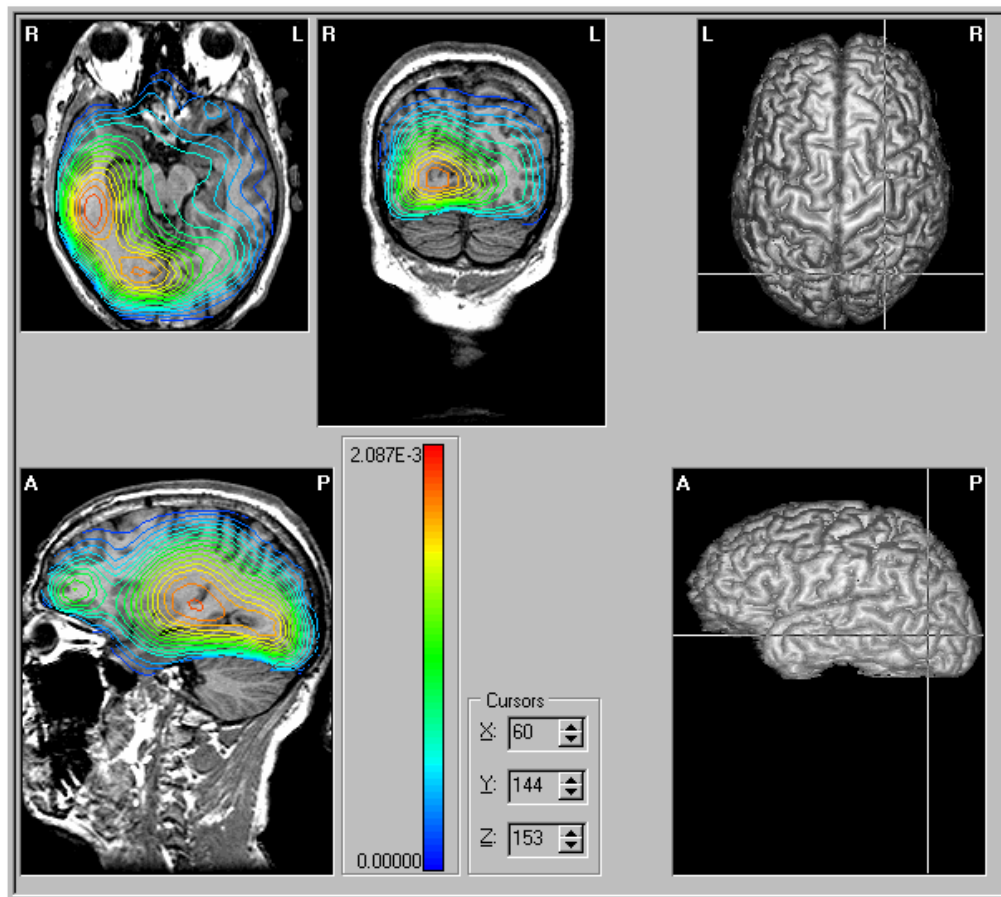 R L
R L
L R
2.087E-3
A P
A P
Cursors
X: 60
Y: 144
Z: 153
0.00000